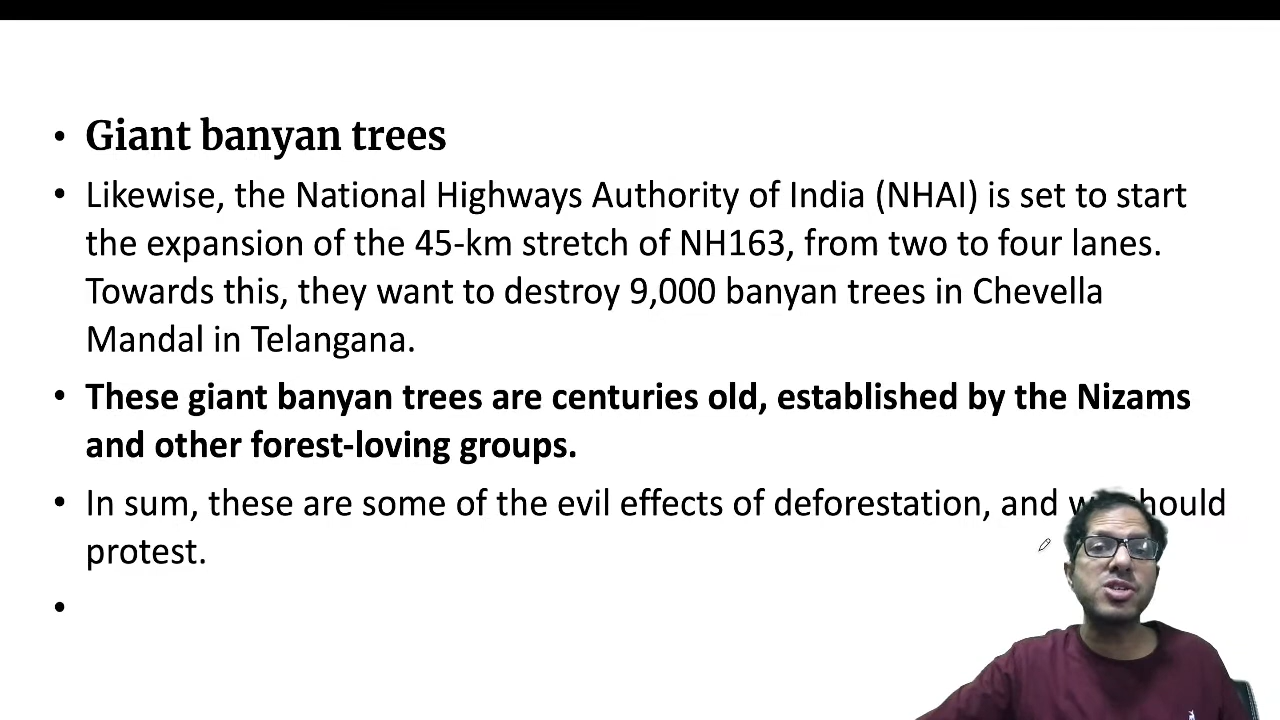 Giant banyan trees
Likewise, the National Highways Authority of India (NHAI) is set to start
the expansion of the 45-km stretch of NH163, from two to four lanes.
Towards this, they want to destroy 9,000 banyan trees in Chevella
Mandal in Telangana.
These giant banyan trees are centuries old, established by the Nizams
and other forest-loving groups.
In sum, these are some of the evil effects of deforestation, and we should
protest.